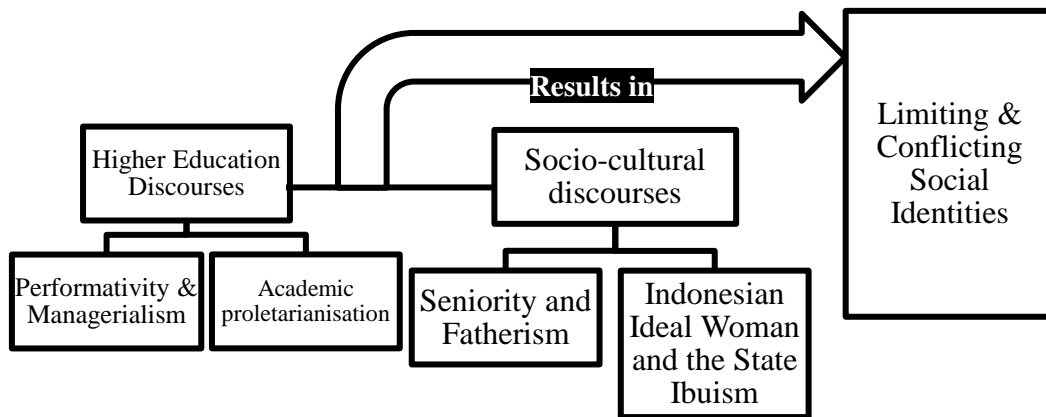 Results in
Limiting &
Conflicting
Social
Identities
Higher Education
Discourses
Socio-cultural
discourses
Performativity &
Managerialism
Academic
proletarianisation
Seniority and
Fatherism
Indonesian
Ideal Woman
and the State
Ibuism